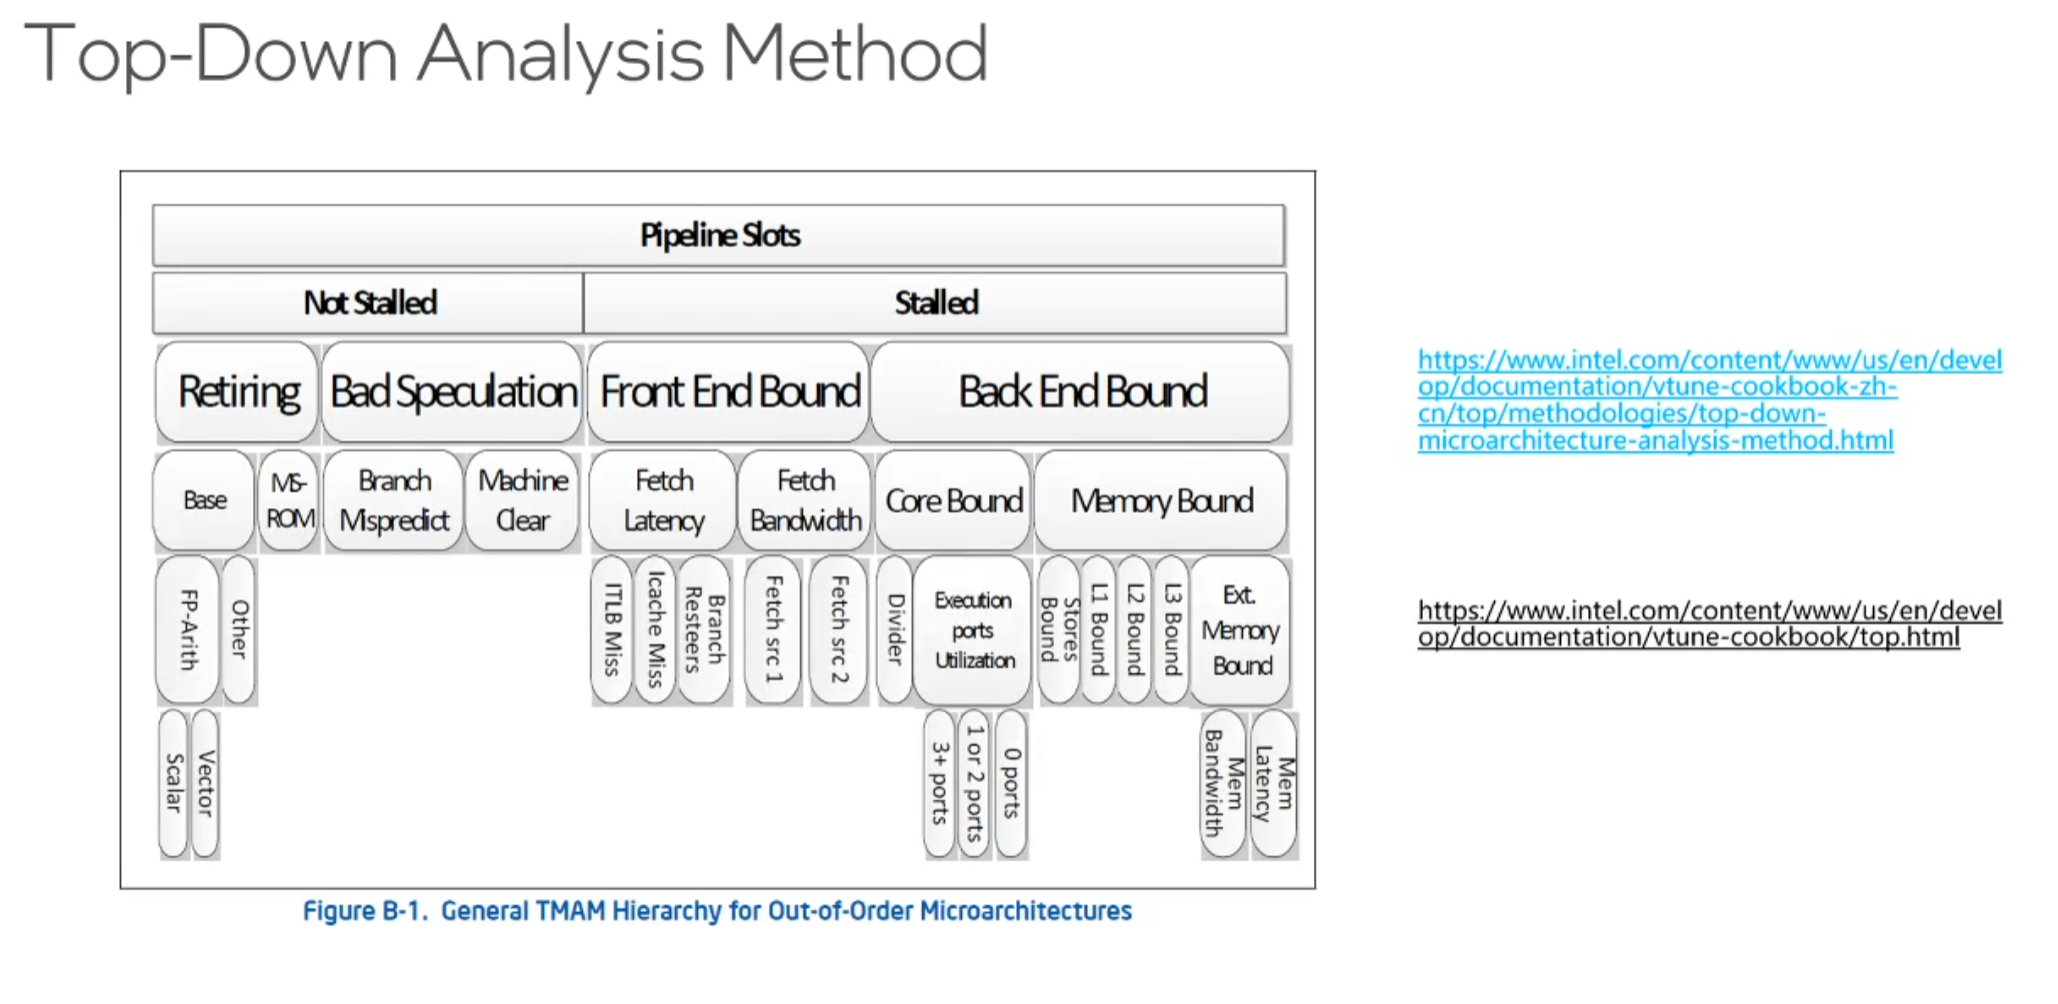 Top-Down Analysis Method
Pipeline Slots
Not Stalled
Stalled
Retiring
Bad Speculation
Front End Bound
Back End Bound
Base
MS-
ROM
Branch
Mispredict
Machine
Clear
Fetch
Latency
Fetch
Bandwidth
Core Bound
Memory Bound
FP-Arith
Other
ITLB Miss
Icache Miss
Branch
Resteers
Fetch src 1
Fetch src 2
Divider
Execution
ports
Utilization
Stores
Bound
L1 Bound
L2 Bound
L3 Bound
Ext.
Memory
Bound
Scalar
Vector
3+ ports
1 or 2 ports
0 ports
Mem
Bandwidth
Mem
Latency
Figure B-1. General TMAM Hierarchy for Out-of-Order Microarchitectures
https://www.intel.com/content/www/us/en/devel
op/documentation/vtune-cookbook-zh-
cn/top/methodologies/top-down-
microarchitecture-analysis-method.html
https://www.intel.com/content/www/us/en/devel
op/documentation/vtune-cookbook/top.html